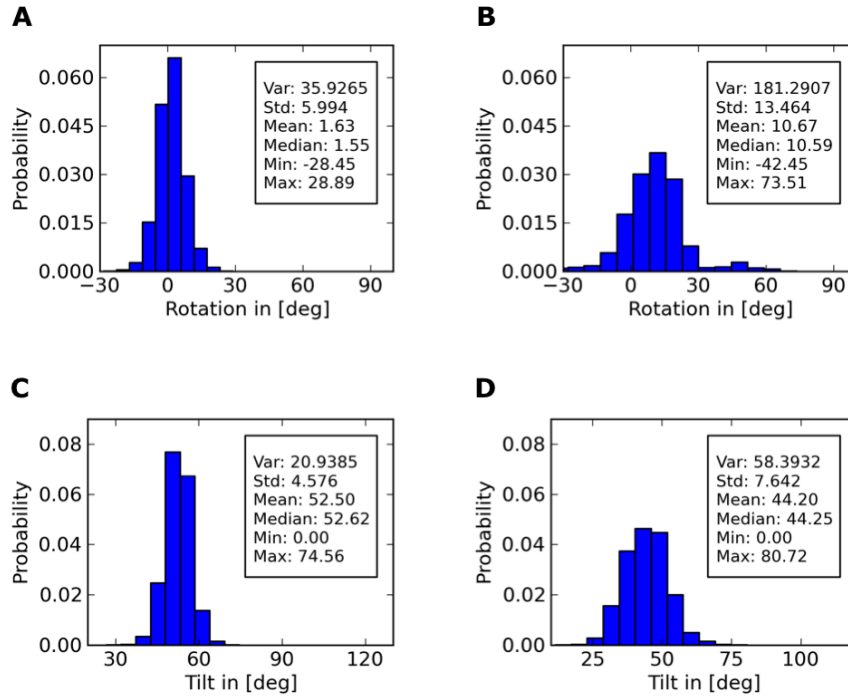 A
B
0.060
0.045
0.030
0.015
0.000
Probability
−30 0 30 60 90
Rotation in [deg]
Var: 35.9265
Std: 5.994
Mean: 1.63
Median: 1.55
Min: -28.45
Max: 28.89
0.060
0.045
0.030
0.015
0.000
Probability
−30 0 30 60 90
Rotation in [deg]
Var: 181.2907
Std: 13.464
Mean: 10.67
Median: 10.59
Min: -42.45
Max: 73.51
C
D
0.08
0.06
0.04
0.02
0.00
Probability
30 60 90 120
Tilt in [deg]
Var: 20.9385
Std: 4.576
Mean: 52.50
Median: 52.62
Min: 0.00
Max: 74.56
0.08
0.06
0.04
0.02
0.00
Probability
25 50 75 100
Tilt in [deg]
Var: 58.3932
Std: 7.642
Mean: 44.20
Median: 44.25
Min: 0.00
Max: 80.72